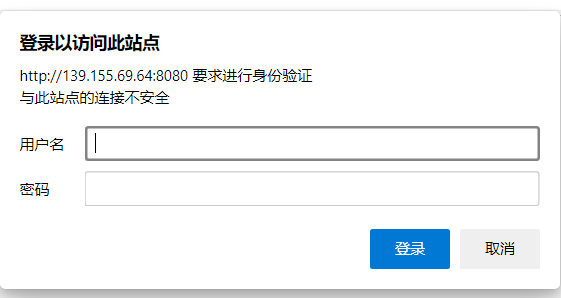 登录以访问此站点
http://139.155.69.64:8080 要求进行身份验证
与此站点的连接不安全
用户名
密码
登录 取消